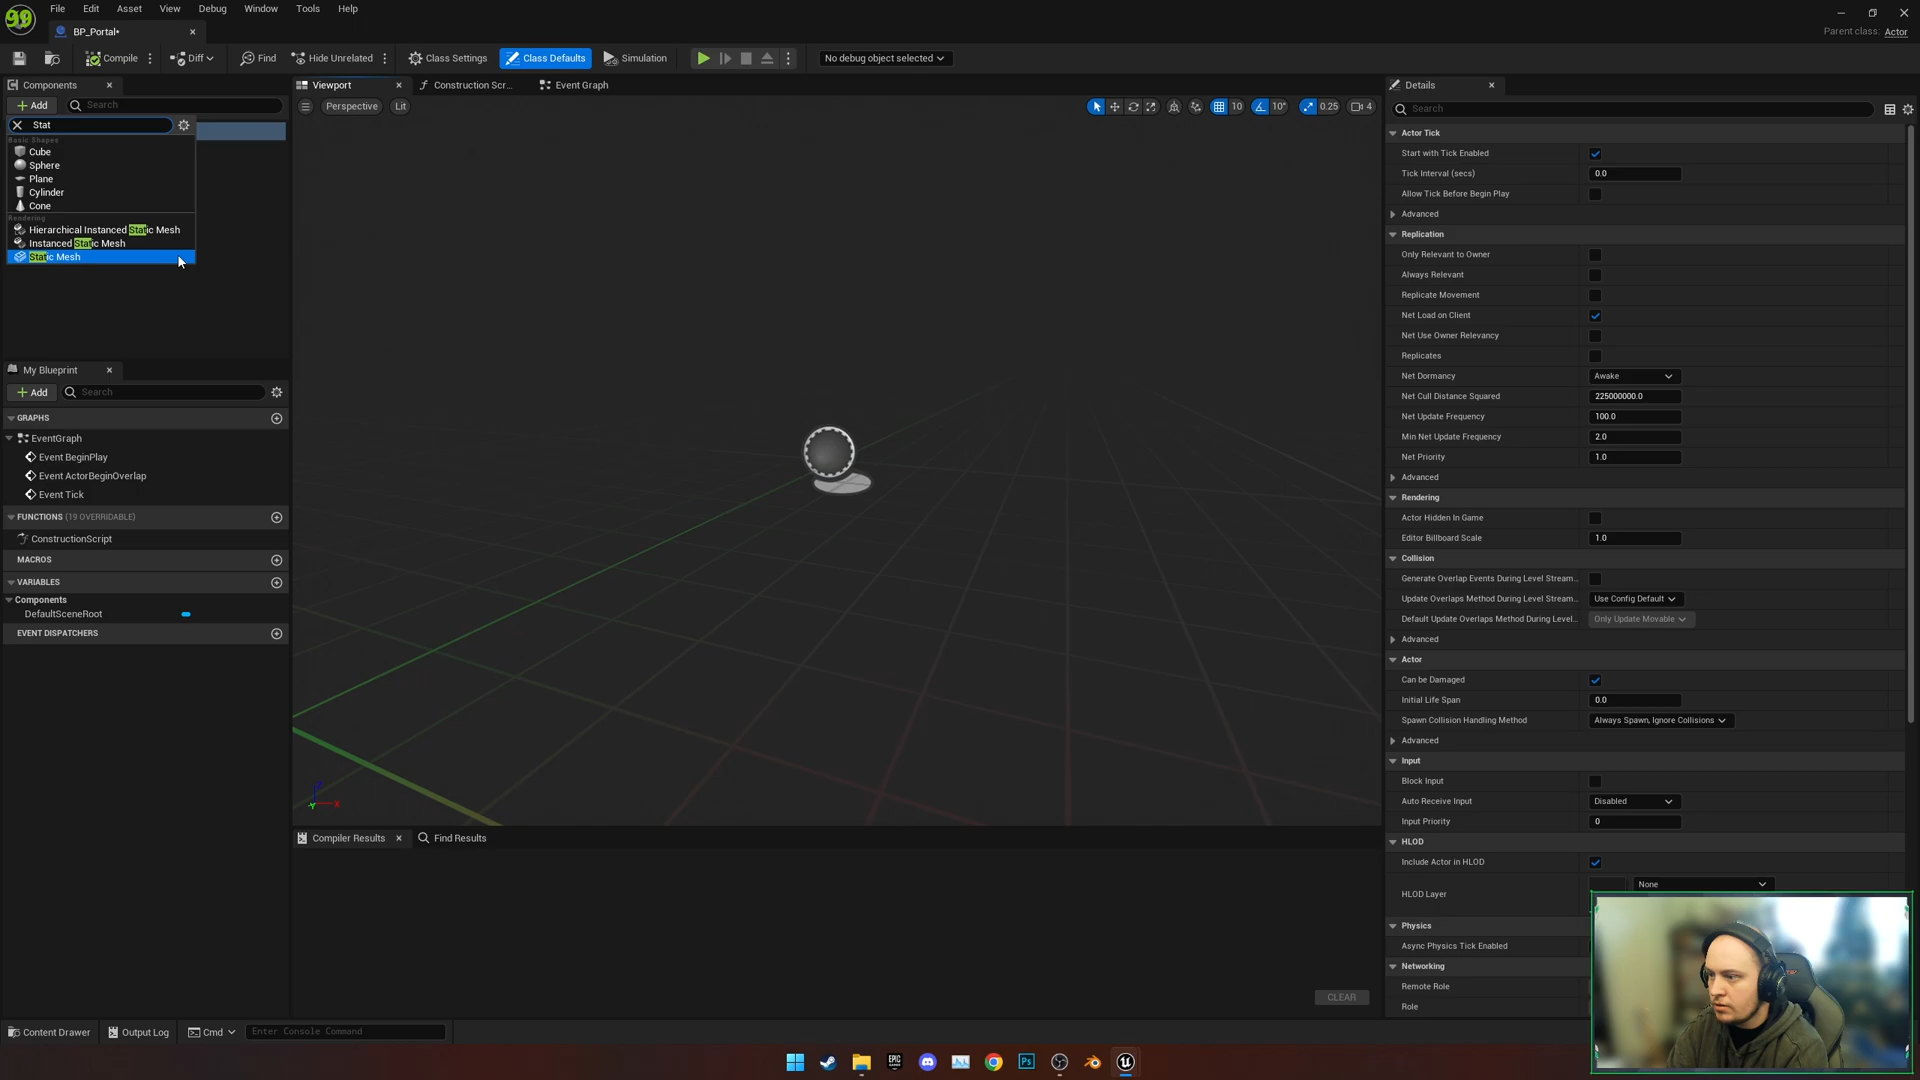 File Edit Asset View Debug Window Tools Help
BP_Portal*
Parent class: Actor
Compile Diff Find Hide Unrelated Class Settings Class Defaults Simulation No debug object selected
Components
Add Search
Stat
Basic Shapes
Cube
Sphere
Plane
Cylinder
Cone
Rendering
Hierarchical Instanced Static Mesh
Instanced Static Mesh
Static Mesh
My Blueprint
Add Search
GRAPHS
EventGraph
Event BeginPlay
Event ActorBeginOverlap
Event Tick
FUNCTIONS (19 OVERRIDABLE)
ConstructionScript
MACROS
VARIABLES
Components
DefaultSceneRoot
EVENT DISPATCHERS
Viewport Construction Scr... Event Graph
Perspective Lit 10 10° 0.25 4
X
Compiler Results Find Results
CLEAR
Details
Search
Actor Tick
Start with Tick Enabled
Tick Interval (secs) 0.0
Allow Tick Before Begin Play
Advanced
Replication
Only Relevant to Owner
Always Relevant
Replicate Movement
Net Load on Client
Net Use Owner Relevancy
Replicates
Net Dormancy Awake
Net Cull Distance Squared 225000000.0
Net Update Frequency 100.0
Min Net Update Frequency 2.0
Net Priority 1.0
Advanced
Rendering
Actor Hidden In Game
Editor Billboard Scale 1.0
Collision
Generate Overlap Events During Level Stream...
Update Overlaps Method During Level Stream... Use Config Default
Default Update Overlaps Method During Level... Only Update Movable
Advanced
Actor
Can be Damaged
Initial Life Span 0.0
Spawn Collision Handling Method Always Spawn, Ignore Collisions
Advanced
Input
Block Input
Auto Receive Input Disabled
Input Priority 0
HLOD
Include Actor in HLOD
HLOD Layer None
Physics
Async Physics Tick Enabled
Networking
Remote Role
Role
Content Drawer Output Log Cmd Enter Console Command
EPIC
Ps